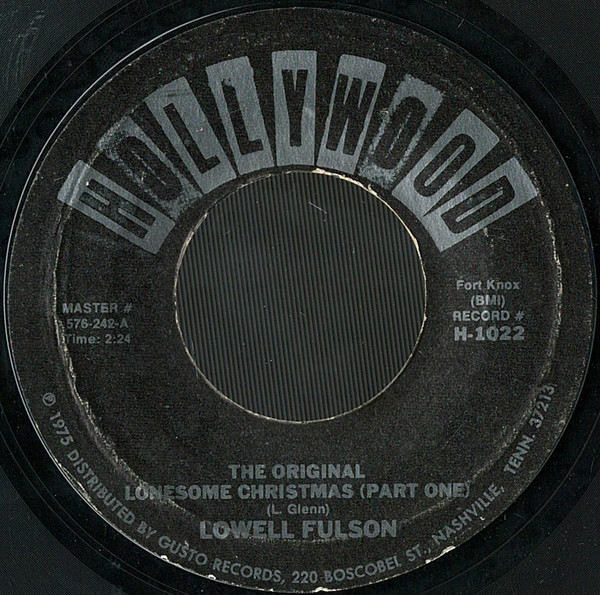 HOLLYWOOD
MASTER #
576-242-A
Time: 2:24
Fort Knox
(BMI)
RECORD #
H-1022
THE ORIGINAL
LONESOME CHRISTMAS (PART ONE)
(L. Glenn)
LOWELL FULSON
℗ 1975 DISTRIBUTED BY GUSTO RECORDS, 220 BOSCOBEL ST., NASHVILLE, TENN. 37213